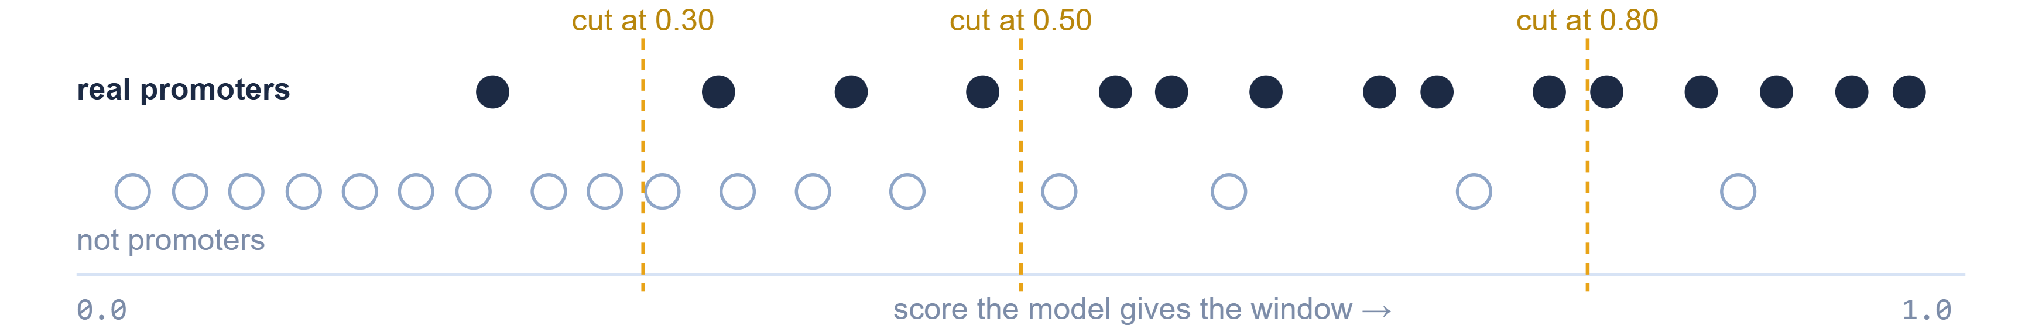 cut at 0.30 cut at 0.50 cut at 0.80
real promoters
not promoters
0.0 score the model gives the window → 1.0